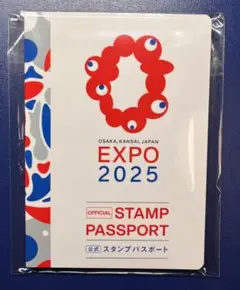 OSAKA, KANSAI, JAPAN
EXPO
2025
OFFICIAL STAMP
PASSPORT
公式 スタンプパスポート